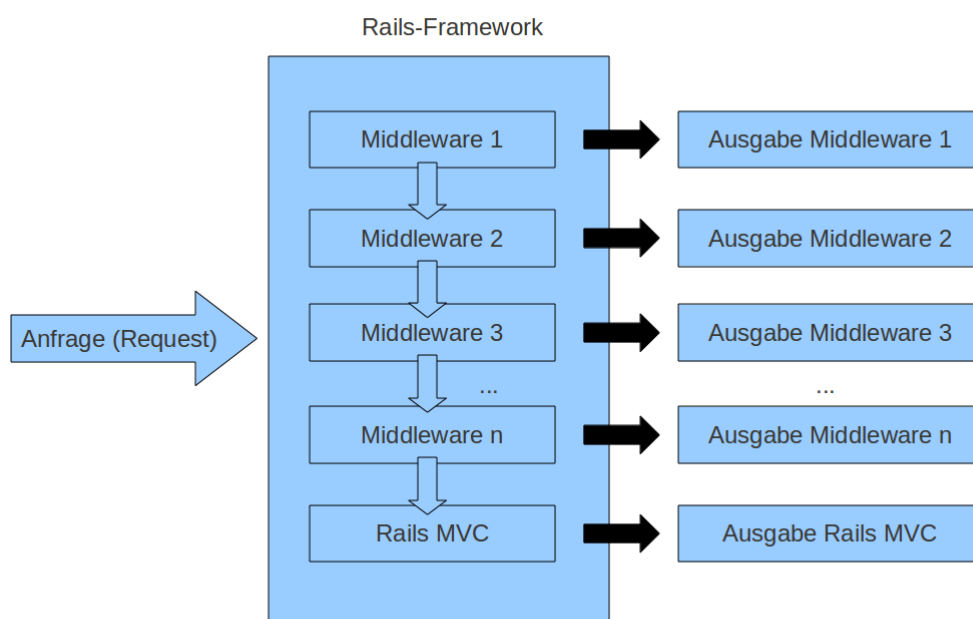 Rails-Framework
Middleware 1
Ausgabe Middleware 1
Middleware 2
Ausgabe Middleware 2
Anfrage (Request)
Middleware 3
Ausgabe Middleware 3
...
...
Middleware n
Ausgabe Middleware n
Rails MVC
Ausgabe Rails MVC